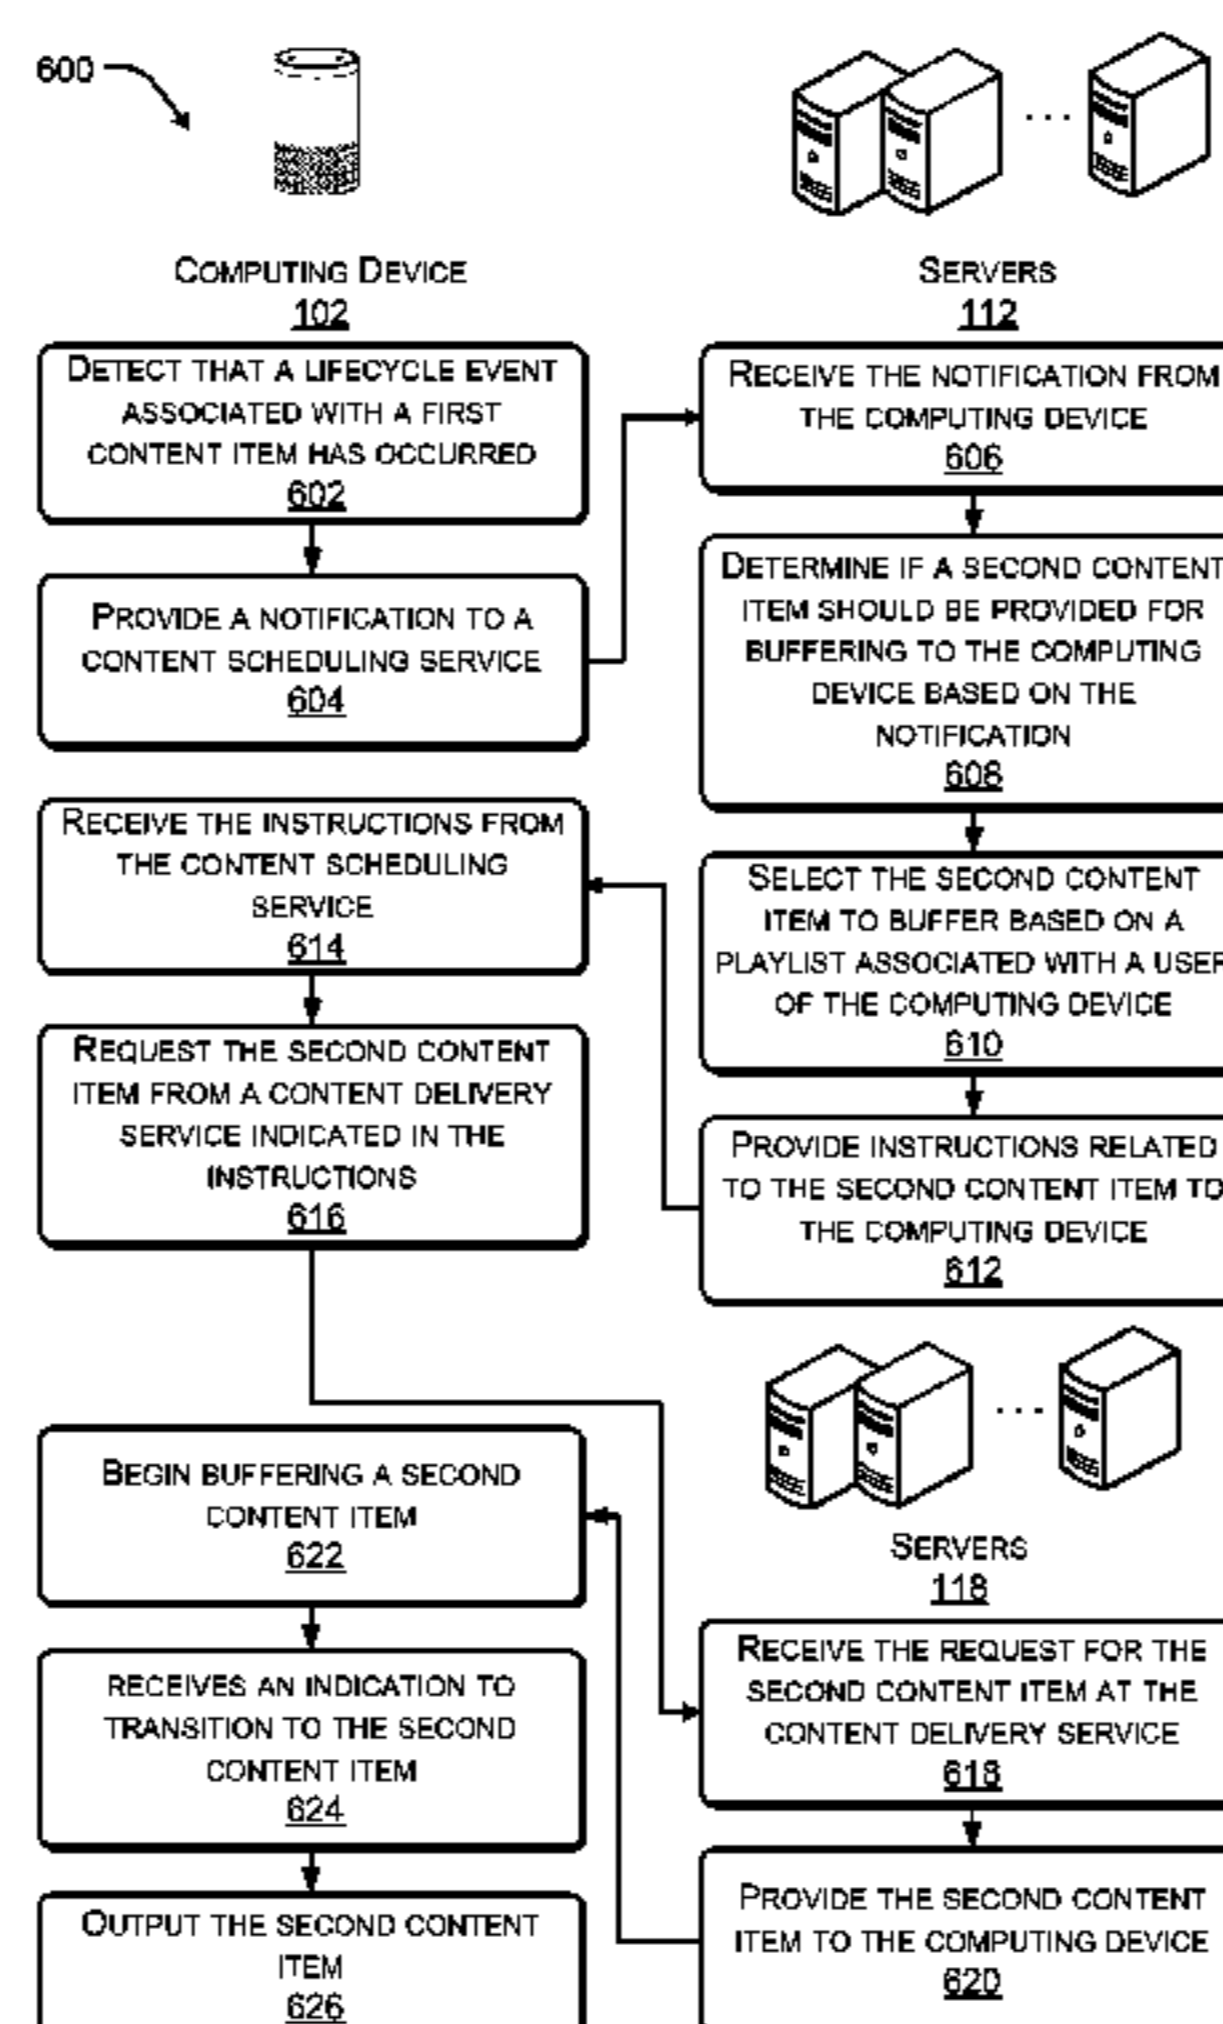 600
COMPUTING DEVICE
102
DETECT THAT A LIFECYCLE EVENT
ASSOCIATED WITH A FIRST
CONTENT ITEM HAS OCCURRED
602
PROVIDE A NOTIFICATION TO A
CONTENT SCHEDULING SERVICE
604
RECEIVE THE INSTRUCTIONS FROM
THE CONTENT SCHEDULING
SERVICE
614
REQUEST THE SECOND CONTENT
ITEM FROM A CONTENT DELIVERY
SERVICE INDICATED IN THE
INSTRUCTIONS
616
BEGIN BUFFERING A SECOND
CONTENT ITEM
622
RECEIVES AN INDICATION TO
TRANSITION TO THE SECOND
CONTENT ITEM
624
OUTPUT THE SECOND CONTENT
ITEM
626
...
SERVERS
112
RECEIVE THE NOTIFICATION FROM
THE COMPUTING DEVICE
606
DETERMINE IF A SECOND CONTENT
ITEM SHOULD BE PROVIDED FOR
BUFFERING TO THE COMPUTING
DEVICE BASED ON THE
NOTIFICATION
608
SELECT THE SECOND CONTENT
ITEM TO BUFFER BASED ON A
PLAYLIST ASSOCIATED WITH A USER
OF THE COMPUTING DEVICE
610
PROVIDE INSTRUCTIONS RELATED
TO THE SECOND CONTENT ITEM TO
THE COMPUTING DEVICE
612
...
SERVERS
118
RECEIVE THE REQUEST FOR THE
SECOND CONTENT ITEM AT THE
CONTENT DELIVERY SERVICE
618
PROVIDE THE SECOND CONTENT
ITEM TO THE COMPUTING DEVICE
620